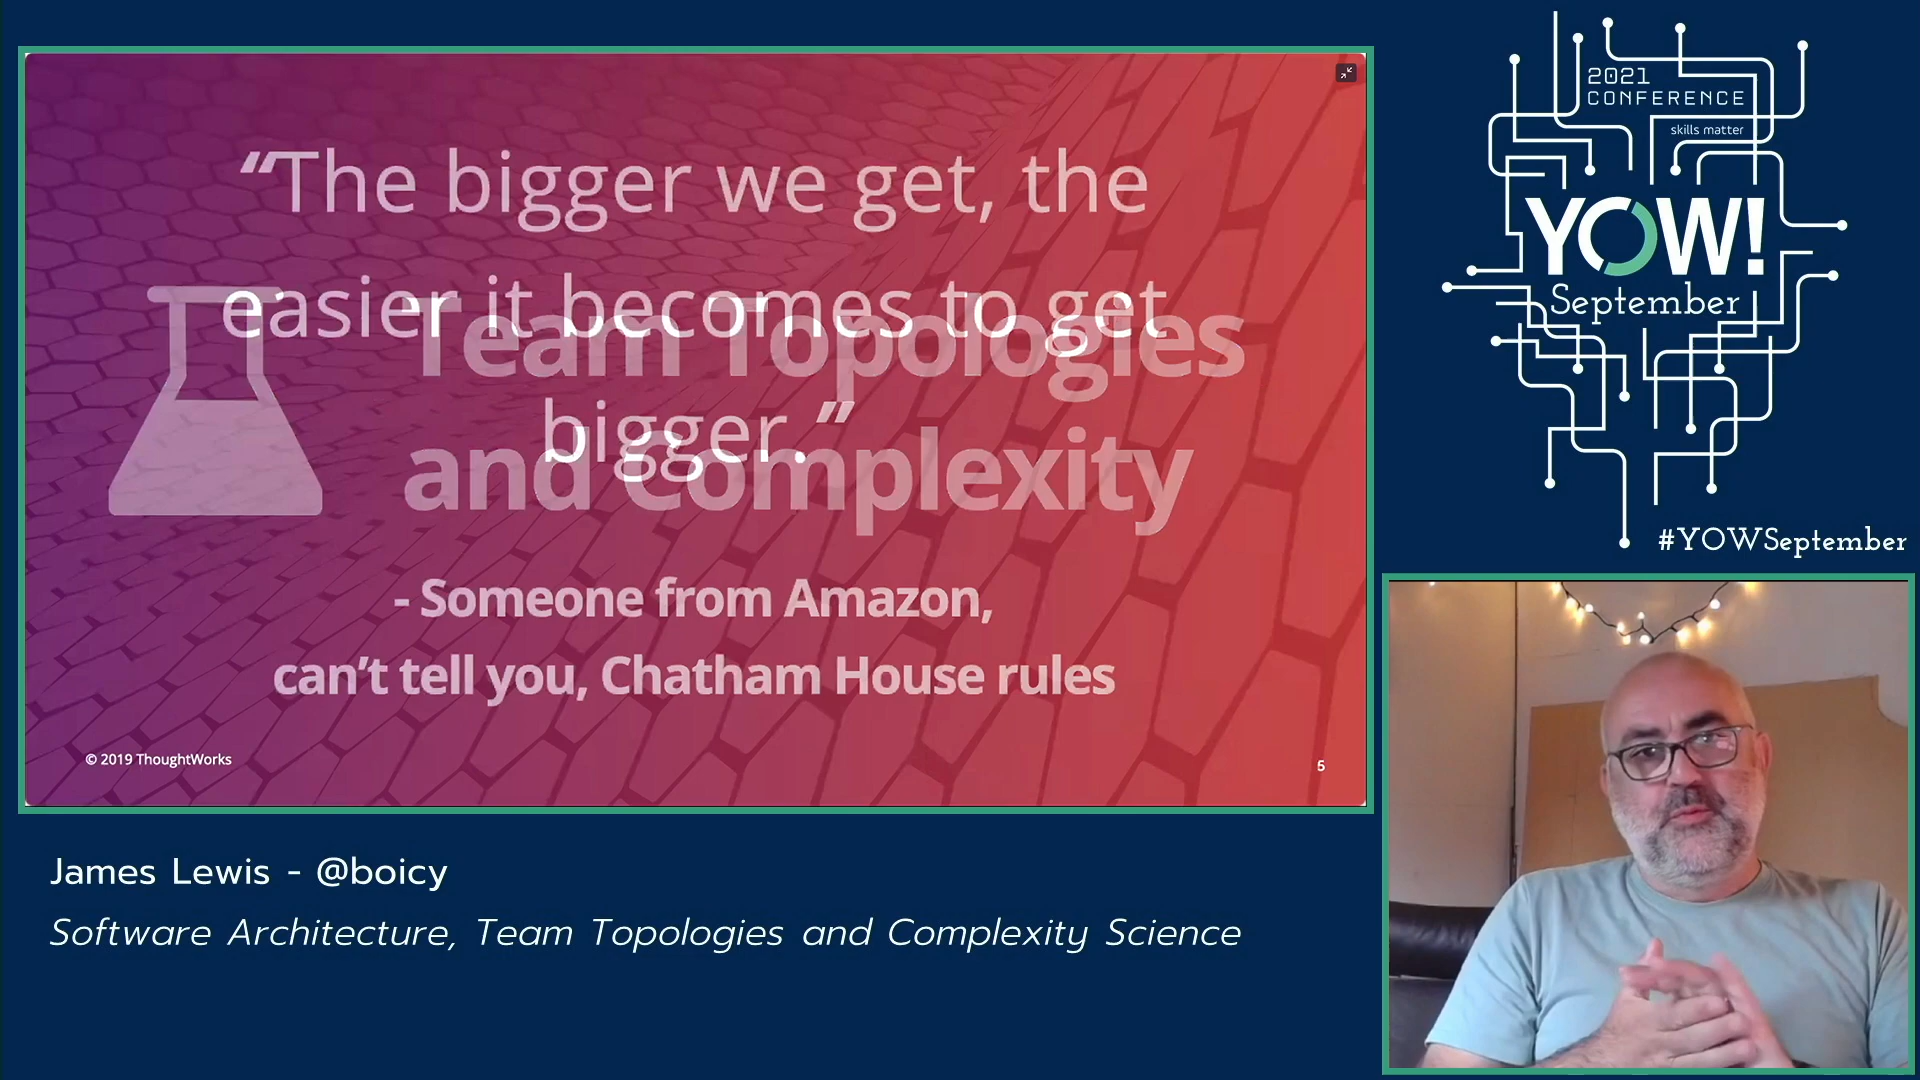 “The bigger we get, the
easier it becomes to get
bigger.”
Team Topologies
and Complexity
- Someone from Amazon,
can’t tell you, Chatham House rules
© 2019 ThoughtWorks
5
2021
CONFERENCE
skills matter
YOW!
September
#YOWSeptember
James Lewis - @boicy
Software Architecture, Team Topologies and Complexity Science